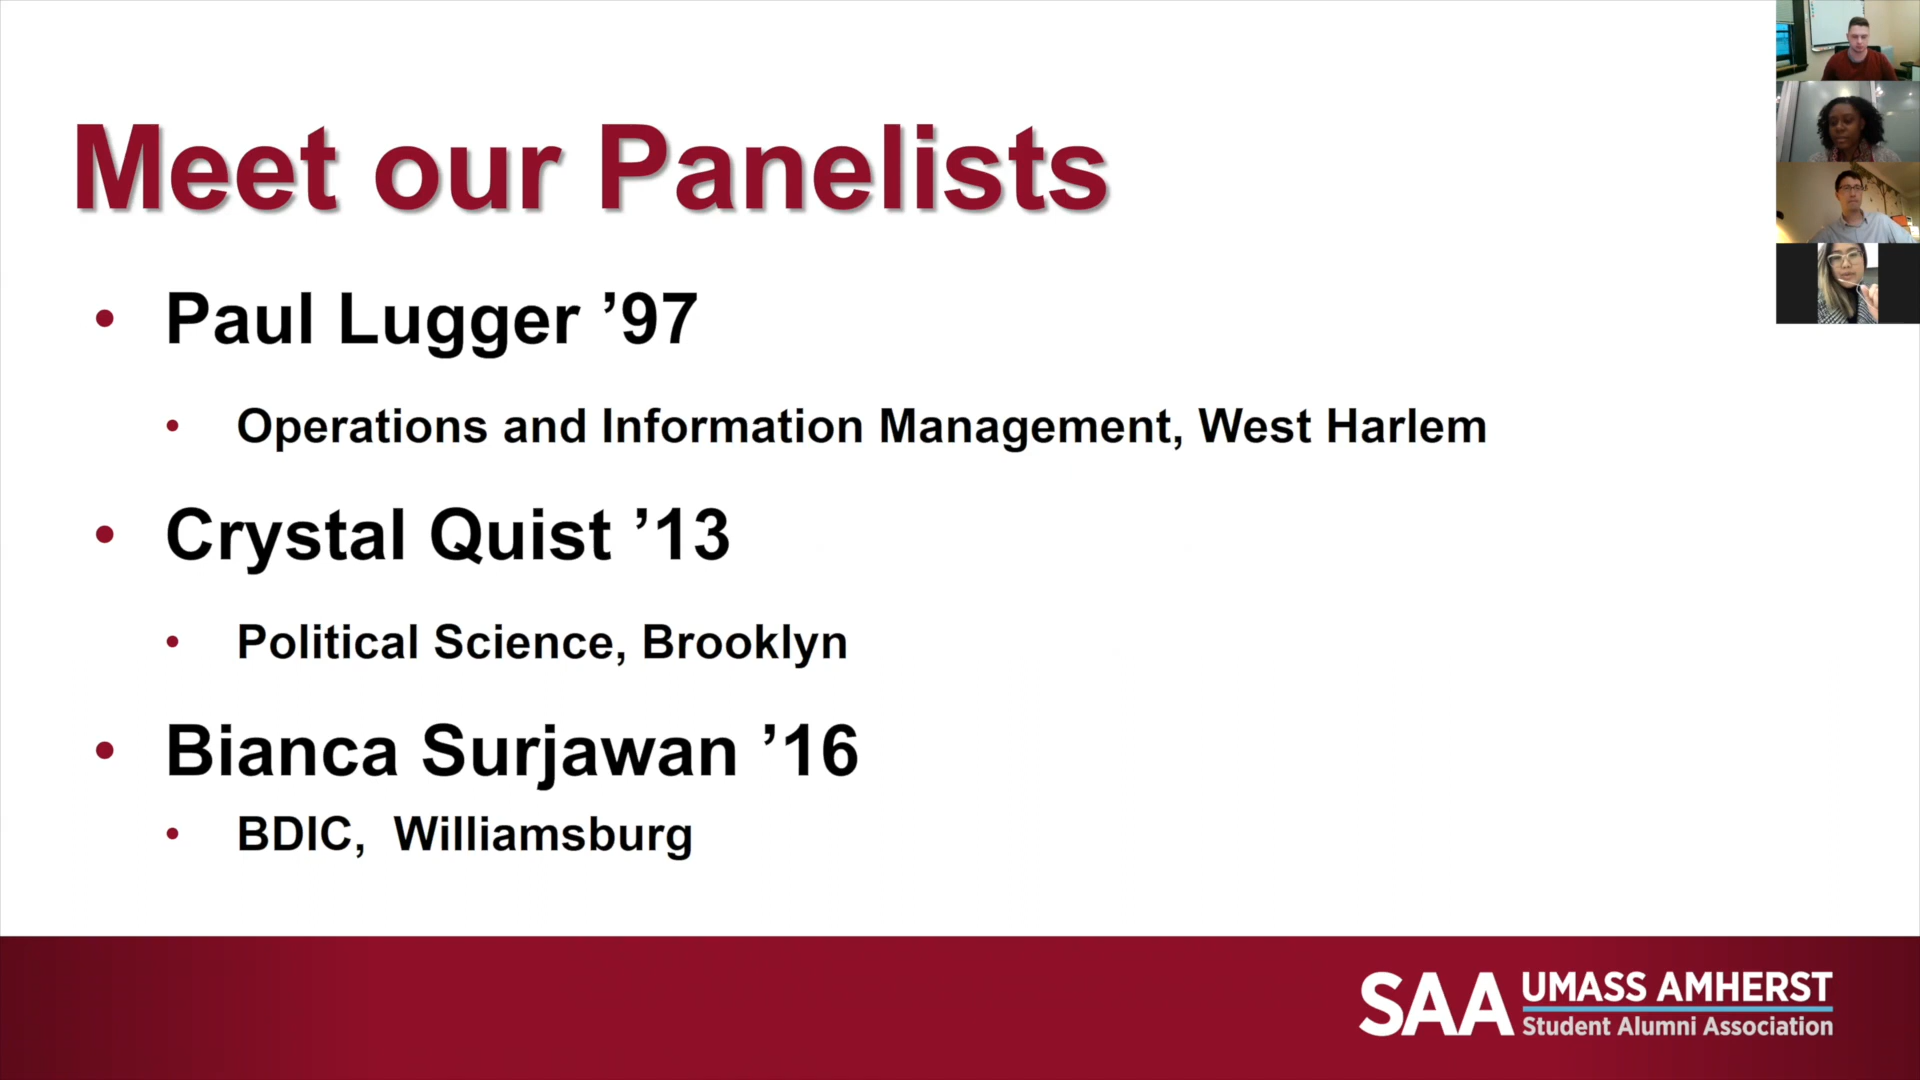 Meet our Panelists
• Paul Lugger ’97
• Operations and Information Management, West Harlem
• Crystal Quist ’13
• Political Science, Brooklyn
• Bianca Surjawan ’16
• BDIC,  Williamsburg
SAA UMASS AMHERST
Student Alumni Association